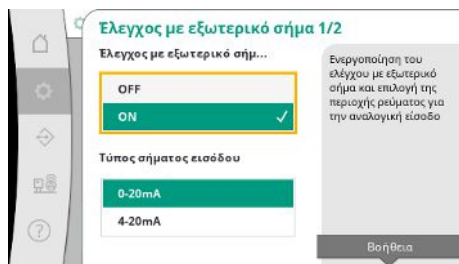 Έλεγχος με εξωτερικό σήμα 1/2
Έλεγχος με εξωτερικό σήμ...
OFF
ON
Τύπος σήματος εισόδου
0-20mA
4-20mA
Ενεργοποίηση του
ελέγχου με εξωτερικό
σήμα και επιλογή της
περιοχής ρεύματος για
την αναλογική είσοδο
Βοήθεια